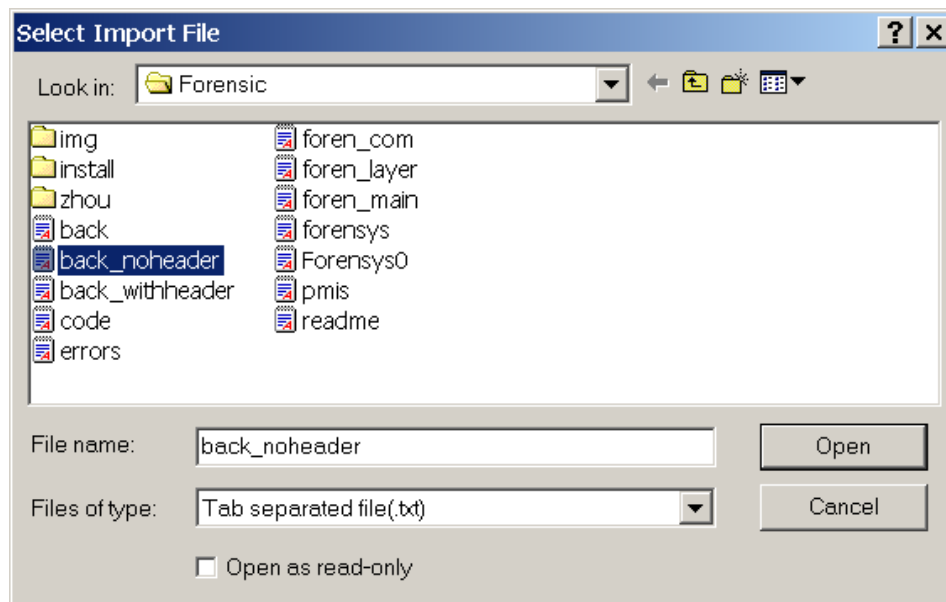 Select Import File
Look in: Forensic
img
install
zhou
back
back_noheader
back_withheader
code
errors
foren_com
foren_layer
foren_main
forensys
Forensys0
pmis
readme
File name: back_noheader Open
Files of type: Tab separated file(.txt) Cancel
Open as read-only